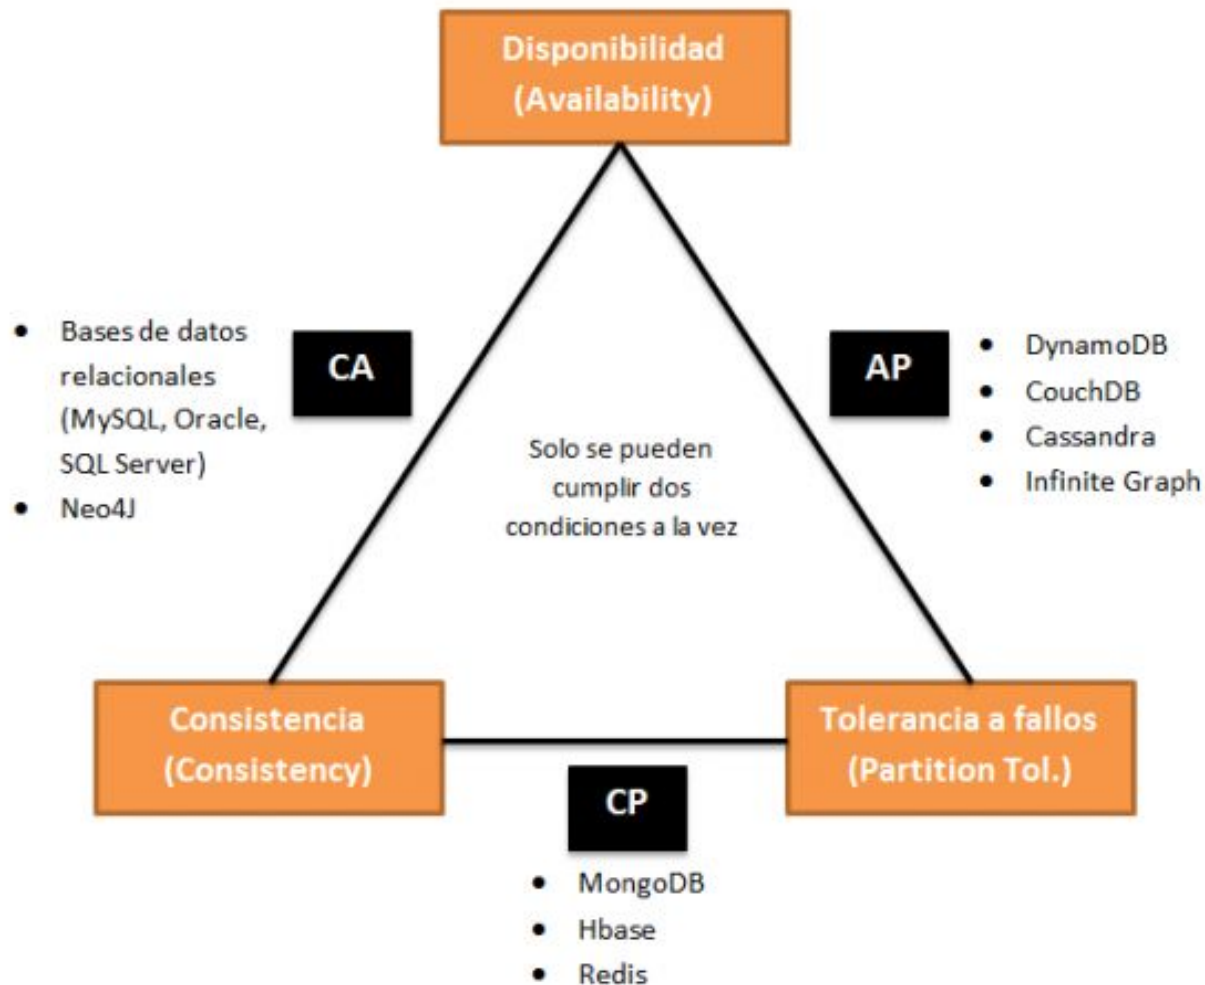 Disponibilidad
(Availability)
• Bases de datos
relacionales
(MySQL, Oracle,
SQL Server)
• Neo4J
CA
AP
• DynamoDB
• CouchDB
• Cassandra
• Infinite Graph
Solo se pueden
cumplir dos
condiciones a la vez
Consistencia
(Consistency)
Tolerancia a fallos
(Partition Tol.)
CP
• MongoDB
• Hbase
• Redis